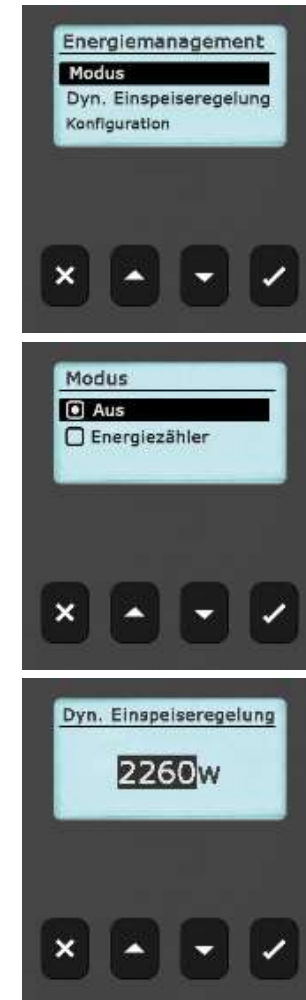 Energiemanagement
Modus
Dyn. Einspeiseregelung
Konfiguration
Modus
Aus
Energiezähler
Dyn. Einspeiseregelung
2260W